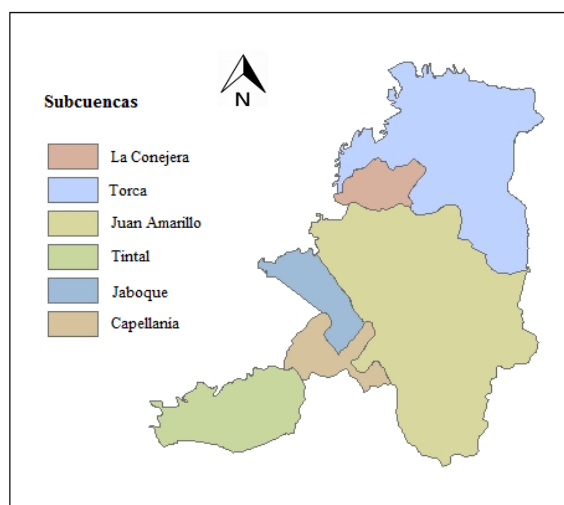 N
Subcuencas
La Conejera
Torca
Juan Amarillo
Tintal
Jaboque
Capellania